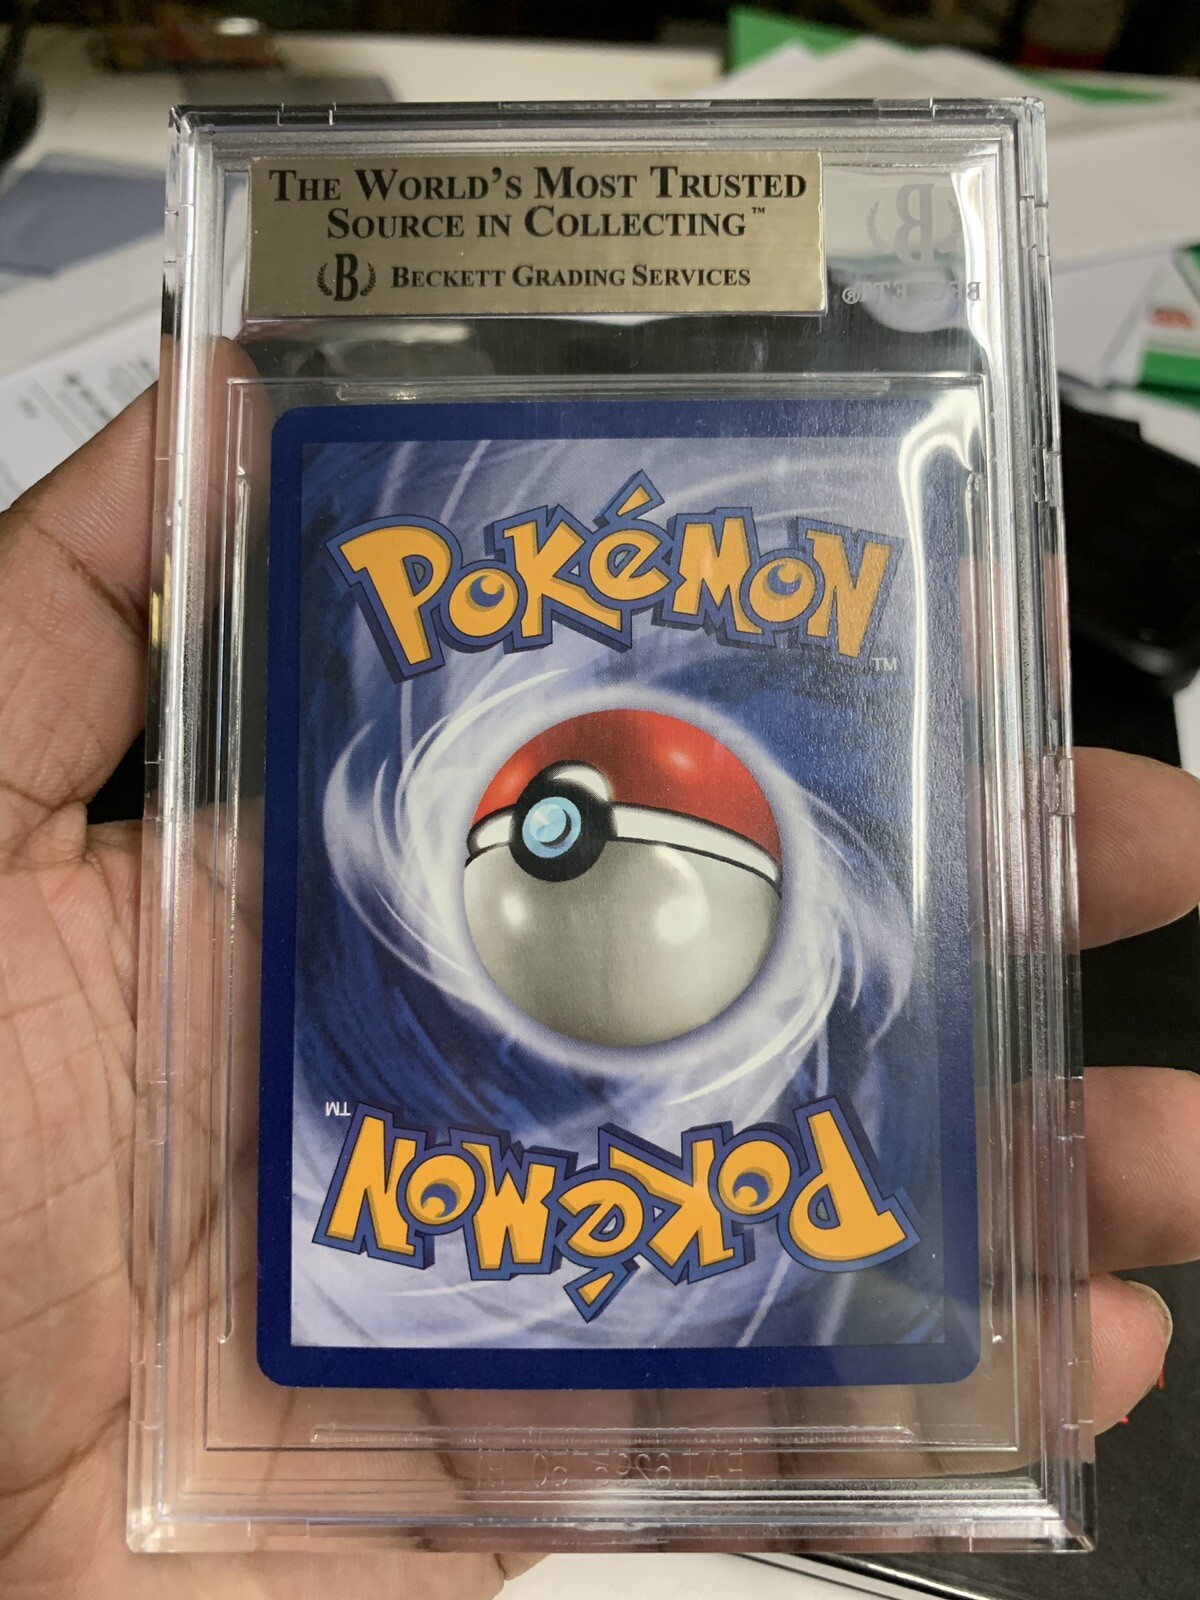 THE WORLD'S MOST TRUSTED
SOURCE IN COLLECTING™
B BECKETT GRADING SERVICES
POKéMON
TM
TM
POKéMON